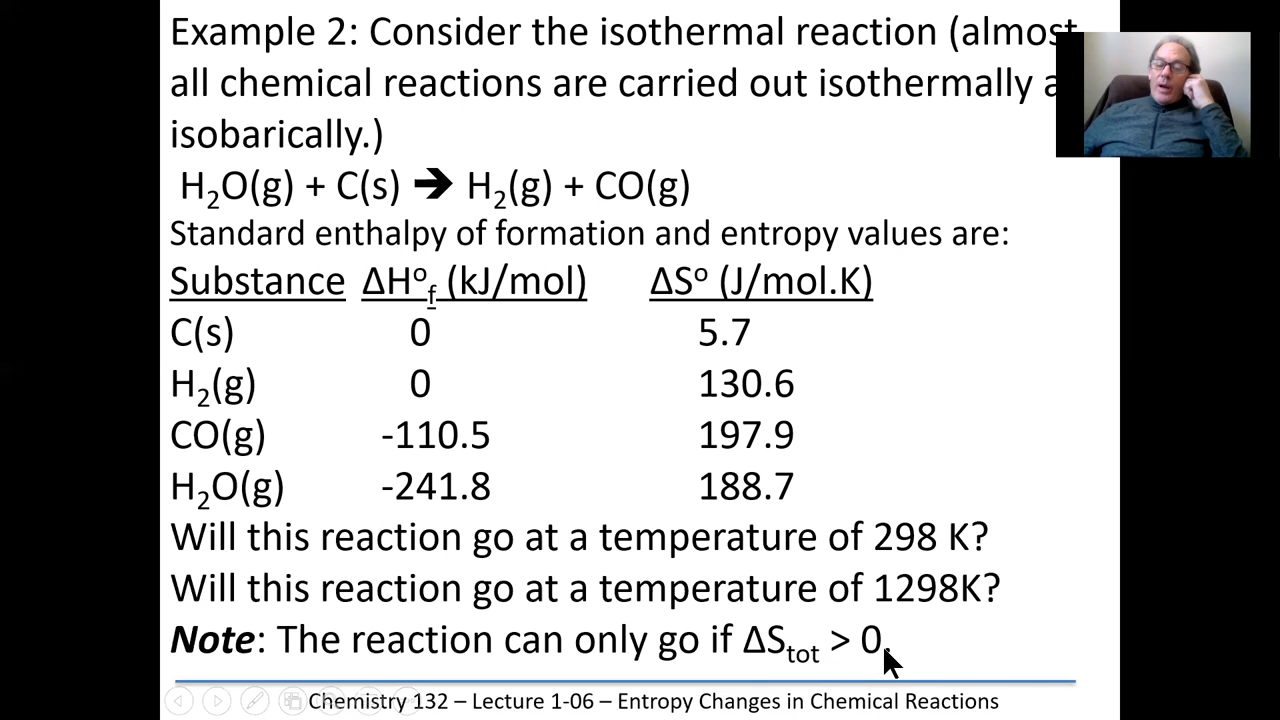 Example 2: Consider the isothermal reaction (almost
all chemical reactions are carried out isothermally
isobarically.)
H₂O(g) + C(s) ➔ H₂(g) + CO(g)
Standard enthalpy of formation and entropy values are:
Substance ΔHᵒf (kJ/mol) ΔSᵒ (J/mol.K)
C(s) 0 5.7
H₂(g) 0 130.6
CO(g) -110.5 197.9
H₂O(g) -241.8 188.7
Will this reaction go at a temperature of 298 K?
Will this reaction go at a temperature of 1298K?
Note: The reaction can only go if ΔStot > 0.
Chemistry 132 – Lecture 1-06 – Entropy Changes in Chemical Reactions